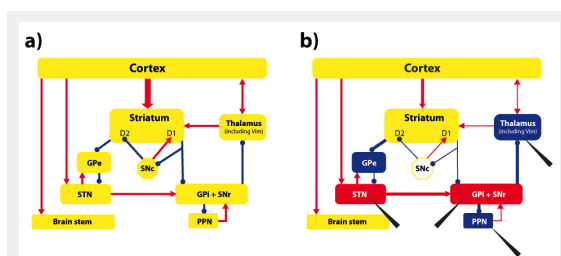 a)
Cortex
Striatum
D2
D1
Thalamus
(including Vim)
GPe
SNc
STN
GPi + SNr
Brain stem
PPN
b)
Cortex
Striatum
D2
D1
Thalamus
(including Vim)
GPe
SNc
STN
GPi + SNr
Brain stem
PPN